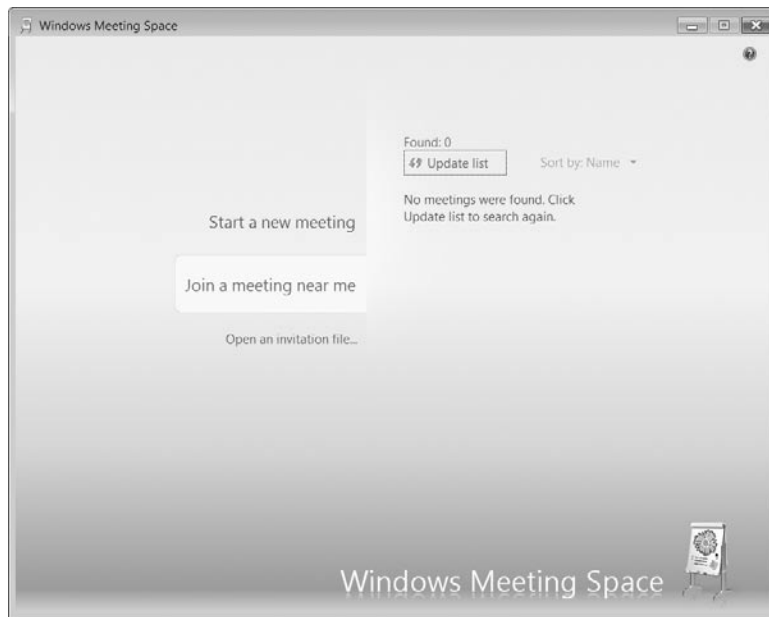 Windows Meeting Space
Found: 0
Update list
Sort by: Name
No meetings were found. Click
Update list to search again.
Start a new meeting
Join a meeting near me
Open an invitation file...
Windows Meeting Space